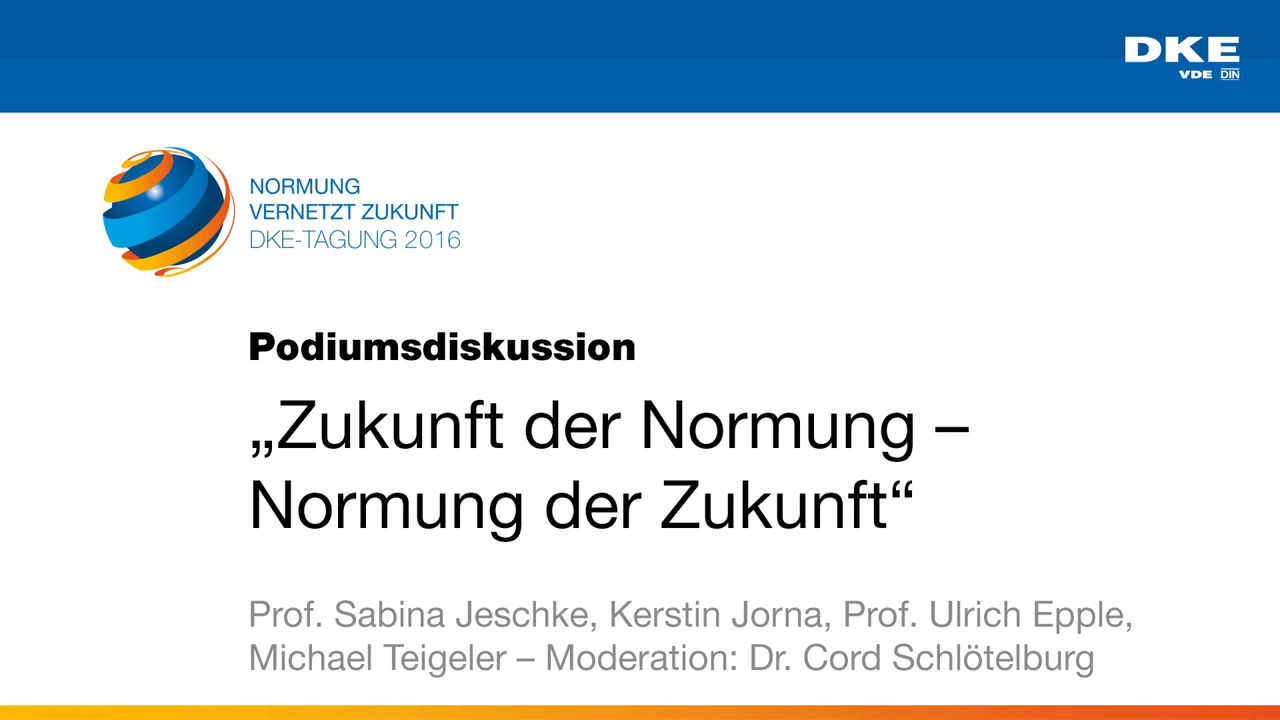 DKE
VDE DIN
NORMUNG
VERNETZT ZUKUNFT
DKE-TAGUNG 2016
Podiumsdiskussion
„Zukunft der Normung –
Normung der Zukunft“
Prof. Sabina Jeschke, Kerstin Jorna, Prof. Ulrich Epple,
Michael Teigeler – Moderation: Dr. Cord Schlötelburg